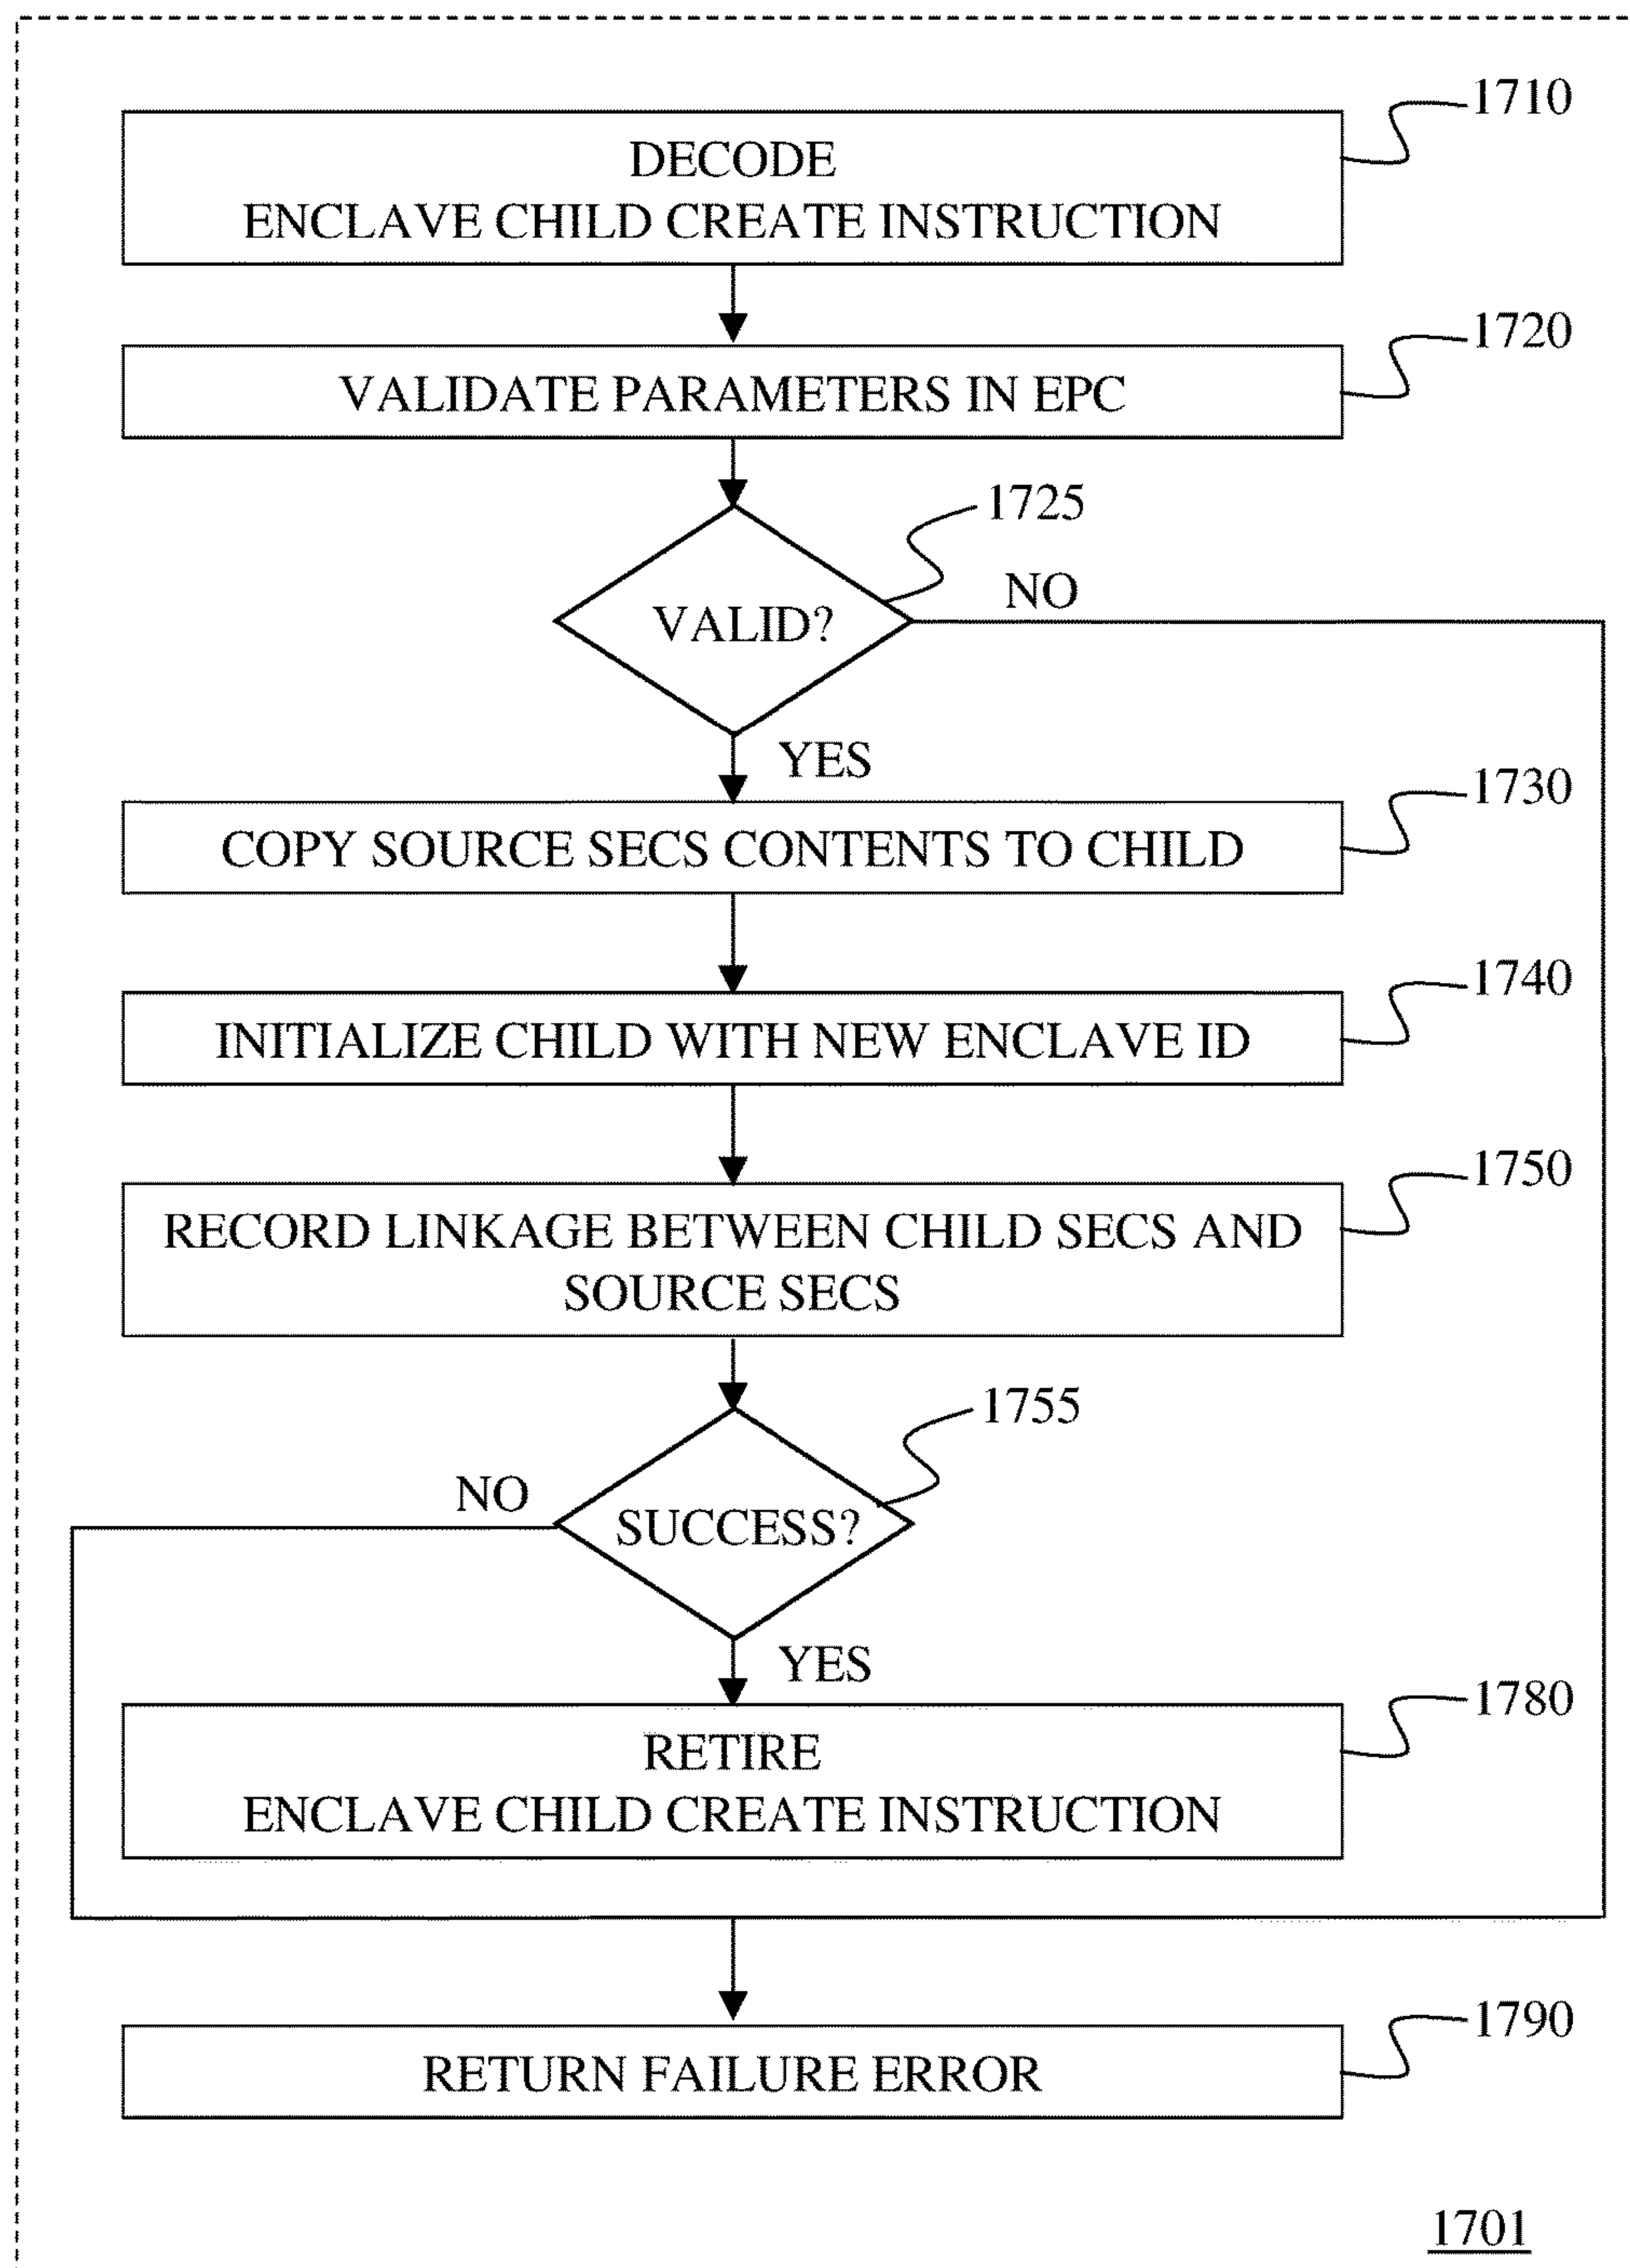 1710
DECODE
ENCLAVE CHILD CREATE INSTRUCTION
1720
VALIDATE PARAMETERS IN EPC
1725
NO
VALID?
YES
1730
COPY SOURCE SECS CONTENTS TO CHILD
1740
INITIALIZE CHILD WITH NEW ENCLAVE ID
1750
RECORD LINKAGE BETWEEN CHILD SECS AND
SOURCE SECS
1755
NO
SUCCESS?
YES
1780
RETIRE
ENCLAVE CHILD CREATE INSTRUCTION
1790
RETURN FAILURE ERROR
1701